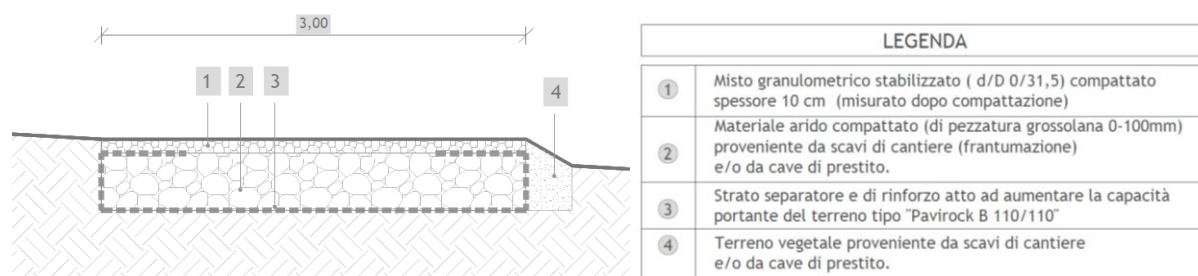 3,00
1
2
3
4
LEGENDA
1
Misto granulometrico stabilizzato ( d/D 0/31,5) compattato
spessore 10 cm (misurato dopo compattazione)
2
Materiale arido compattato (di pezzatura grossolana 0-100mm)
proveniente da scavi di cantiere (frantumazione)
e/o da cave di prestito.
3
Strato separatore e di rinforzo atto ad aumentare la capacità
portante del terreno tipo "Pavirock B 110/110"
4
Terreno vegetale proveniente da scavi di cantiere
e/o da cave di prestito.